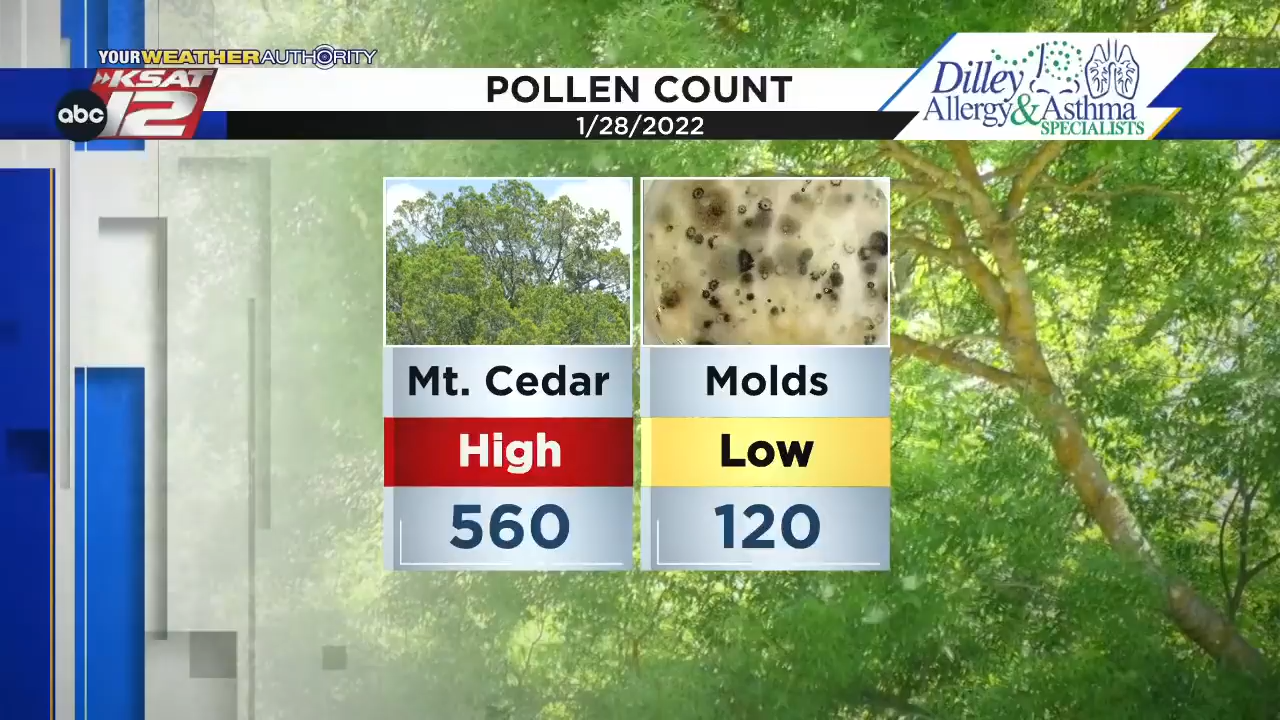 YOUR WEATHER AUTHORITY
KSAT
abc 12
POLLEN COUNT
1/28/2022
Dilley
Allergy & Asthma
SPECIALISTS
Mt. Cedar
Molds
High
Low
560
120